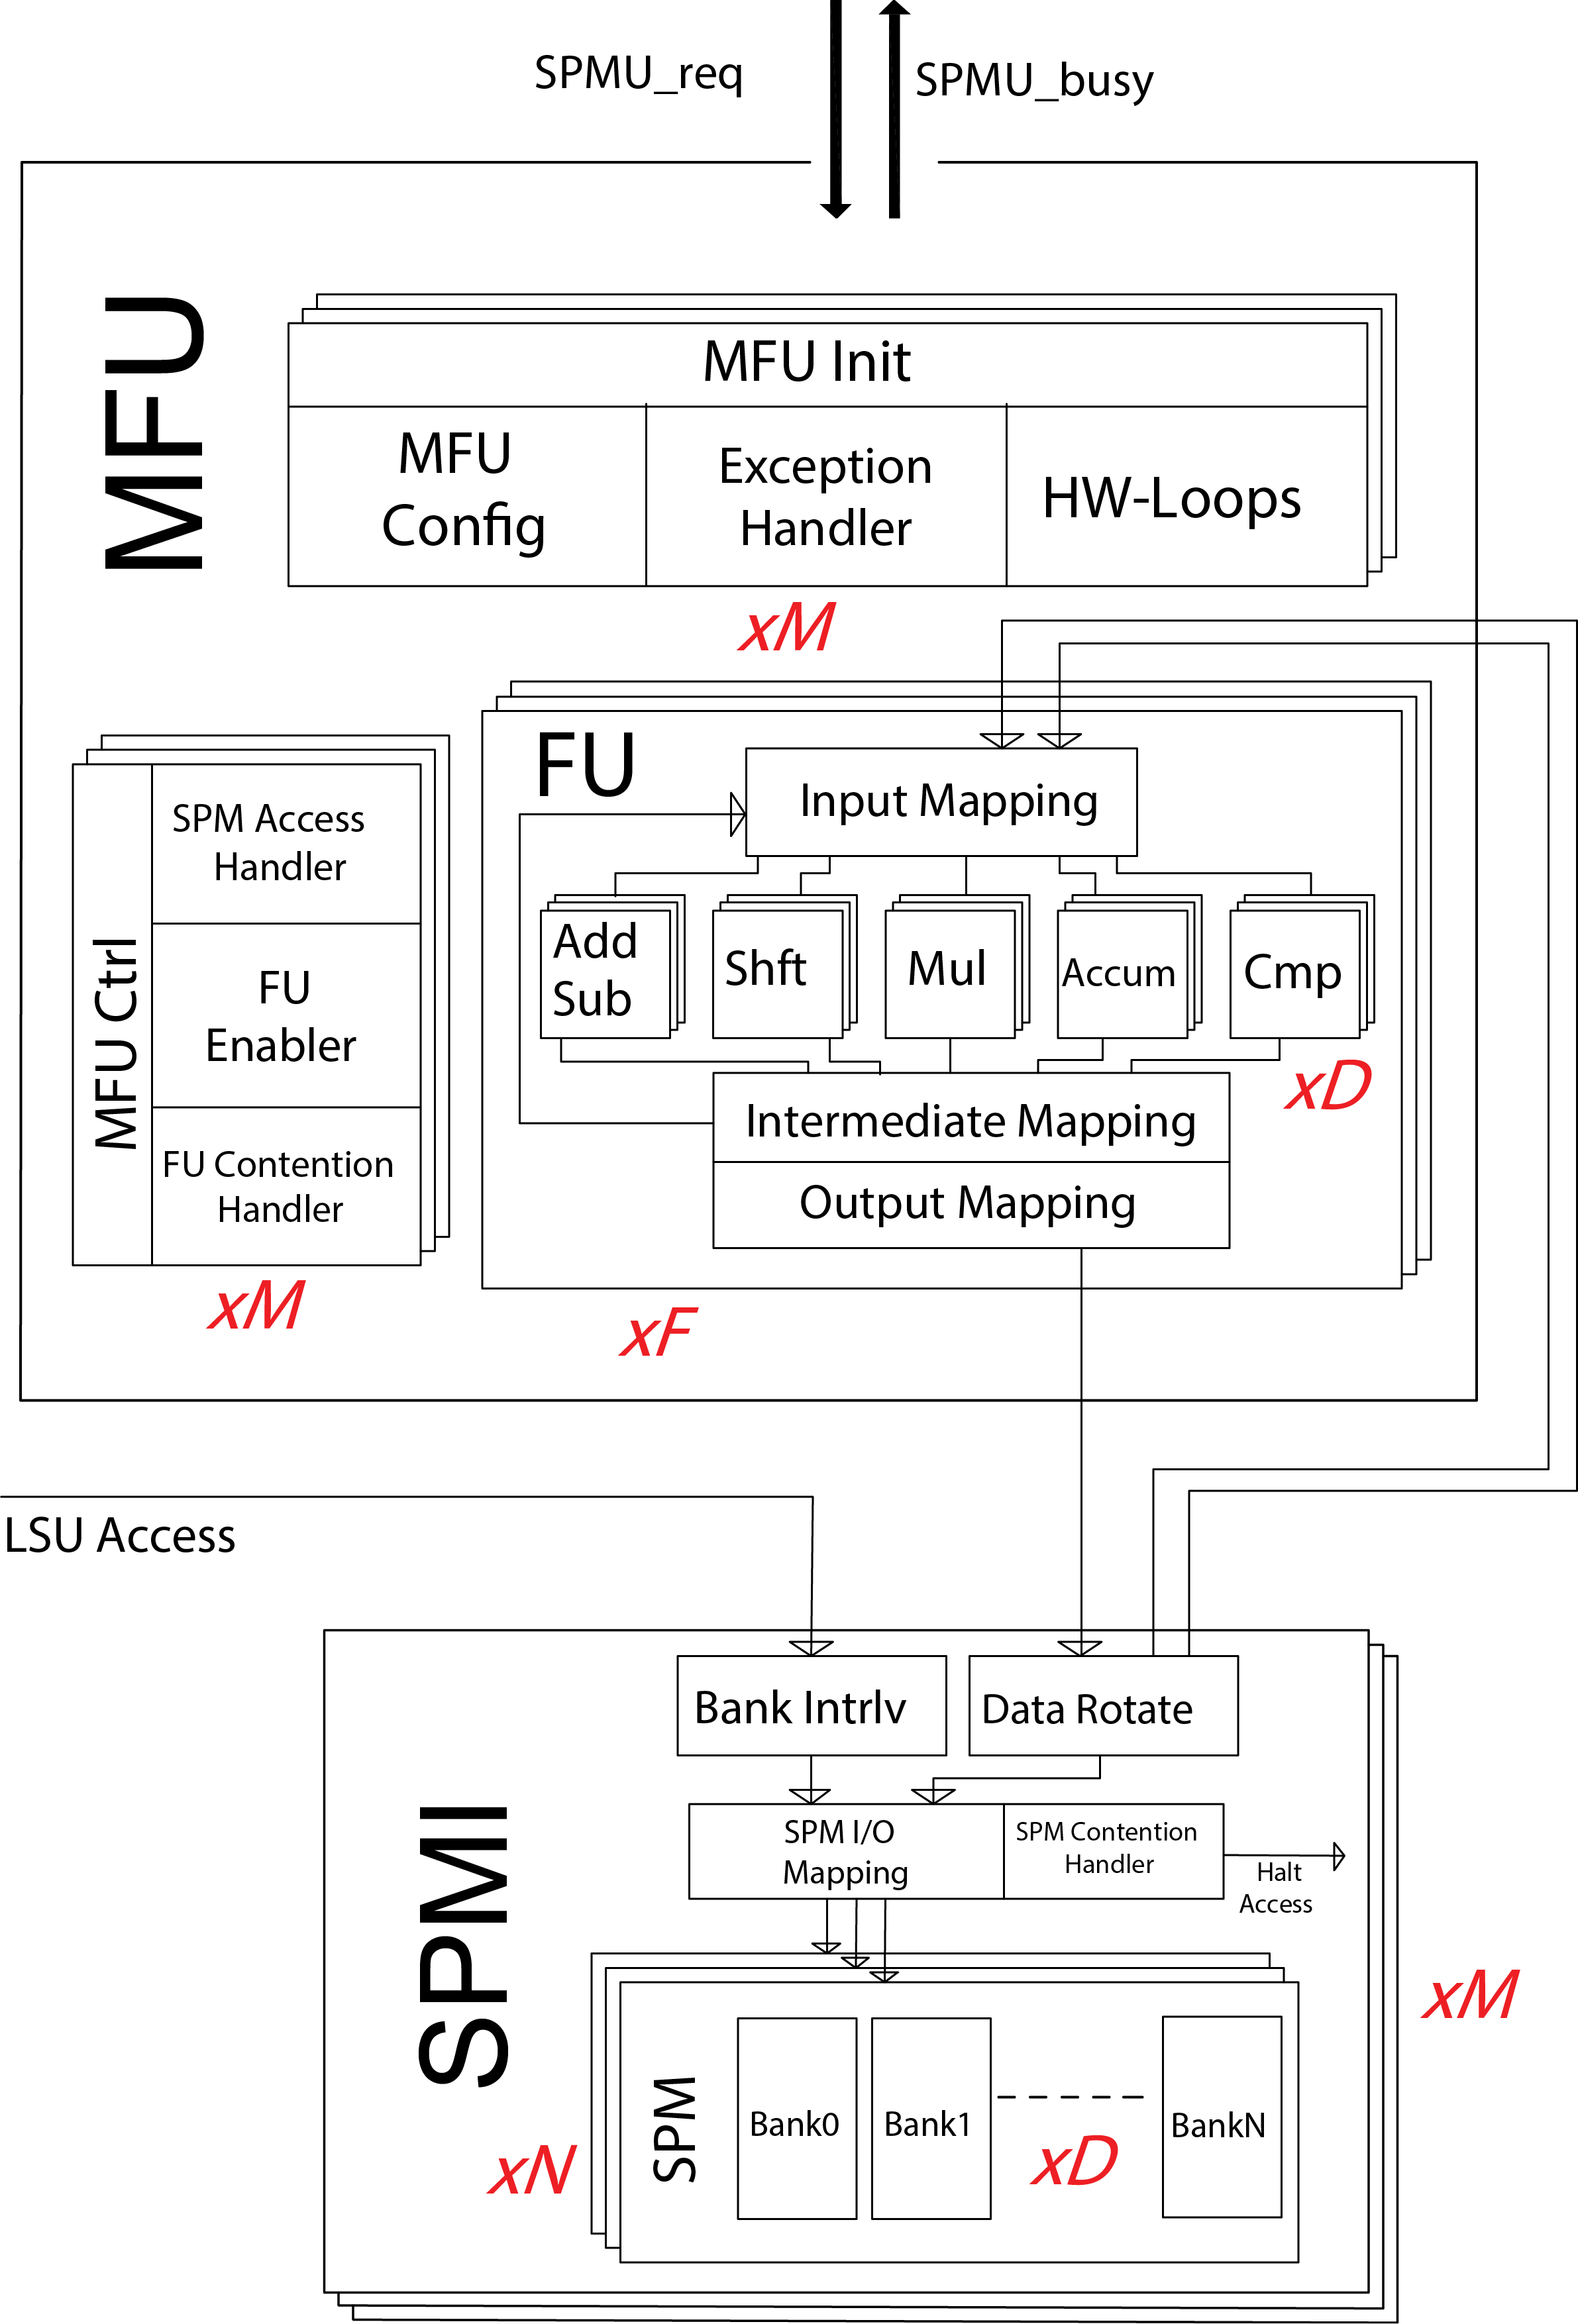 SPMU_req
SPMU_busy
MFU
MFU Init
MFU
Config
Exception
Handler
HW-Loops
xM
MFU Ctrl
SPM Access
Handler
FU
Enabler
FU Contention
Handler
xM
FU
Input Mapping
Add
Sub
Shft
Mul
Accum
Cmp
xD
Intermediate Mapping
Output Mapping
xF
LSU Access
SPMI
Bank Intrlv
Data Rotate
SPM I/O
Mapping
SPM Contention
Handler
Halt
Access
xM
SPM
Bank0
Bank1
BankN
xD
xN